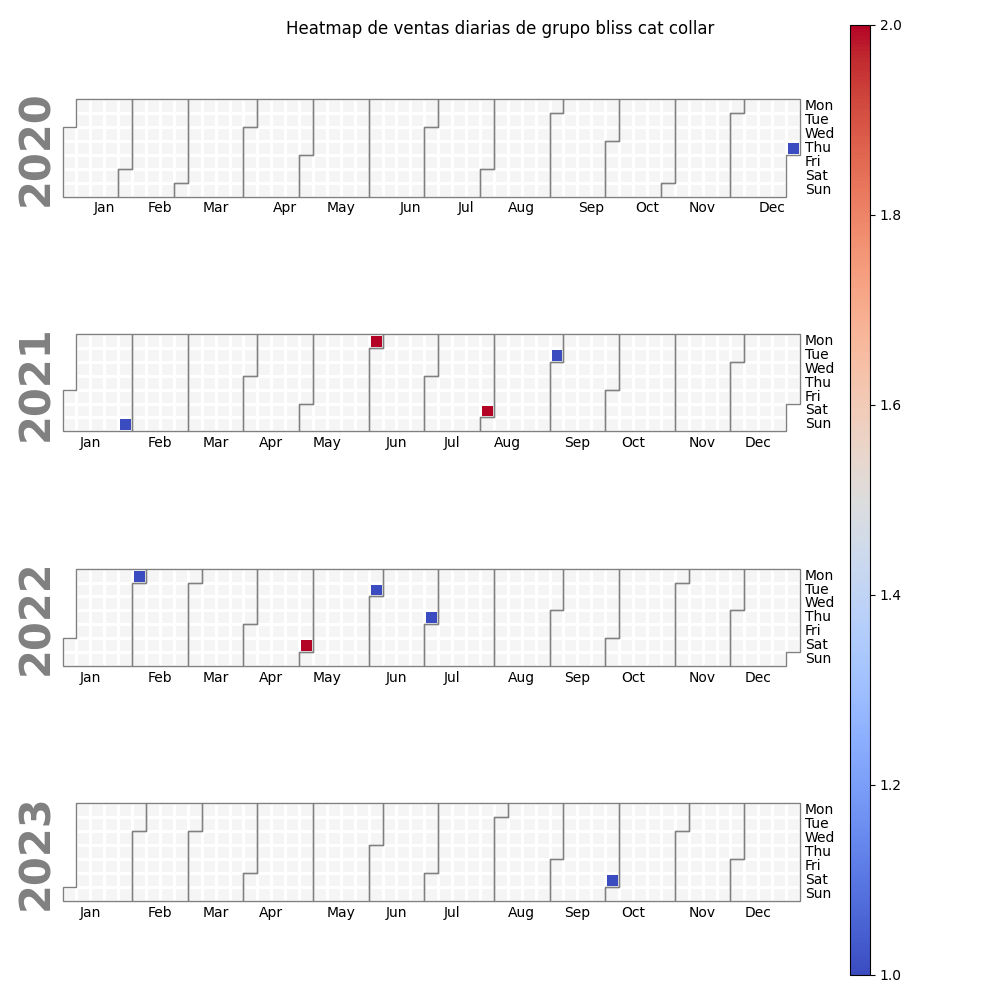 Heatmap de ventas diarias de grupo bliss cat collar
2020
Mon
Tue
Wed
Thu
Fri
Sat
Sun
Jan Feb Mar Apr May Jun Jul Aug Sep Oct Nov Dec
2021
Mon
Tue
Wed
Thu
Fri
Sat
Sun
Jan Feb Mar Apr May Jun Jul Aug Sep Oct Nov Dec
2022
Mon
Tue
Wed
Thu
Fri
Sat
Sun
Jan Feb Mar Apr May Jun Jul Aug Sep Oct Nov Dec
2023
Mon
Tue
Wed
Thu
Fri
Sat
Sun
Jan Feb Mar Apr May Jun Jul Aug Sep Oct Nov Dec
2.0
1.8
1.6
1.4
1.2
1.0